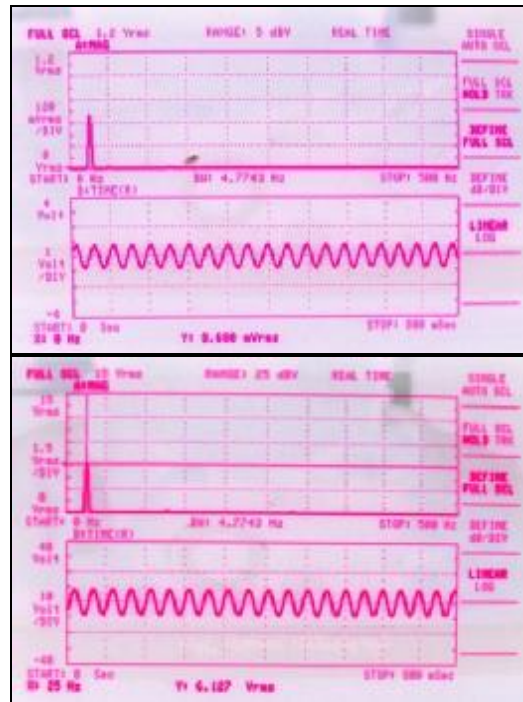 FULL SCL 1.2 Vrms RANGE: 5 dBV REAL TIME SINGLE
A:MAG AUTO SCL
1.2
Vrms
FULL SCL
HOLD TRK
120
mVrms
/DIV
DEFINE
FULL SCL
0
Vrms
START: 0 Hz BW: 4.7743 Hz STOP: 500 Hz DEFINE
B:TIME(R) dB/DIV
4
Volt
LINEAR
LOG
1
Volt
/DIV
START: 0 Sec STOP: 800 mSec
X: 0 Hz Y: 0.600 mVrms
FULL SCL 15 Vrms RANGE: 25 dBV REAL TIME SINGLE
A:MAG AUTO SCL
15
Vrms
FULL SCL
HOLD TRK
1.5
Vrms
/DIV
DEFINE
FULL SCL
0
Vrms
START: 0 Hz BW: 4.7743 Hz STOP: 500 Hz DEFINE
B:TIME(R) dB/DIV
40
Volt
LINEAR
LOG
10
Volt
/DIV
-40
START: 0 Sec STOP: 800 mSec
X: 25 Hz Y: 6.127 Vrms